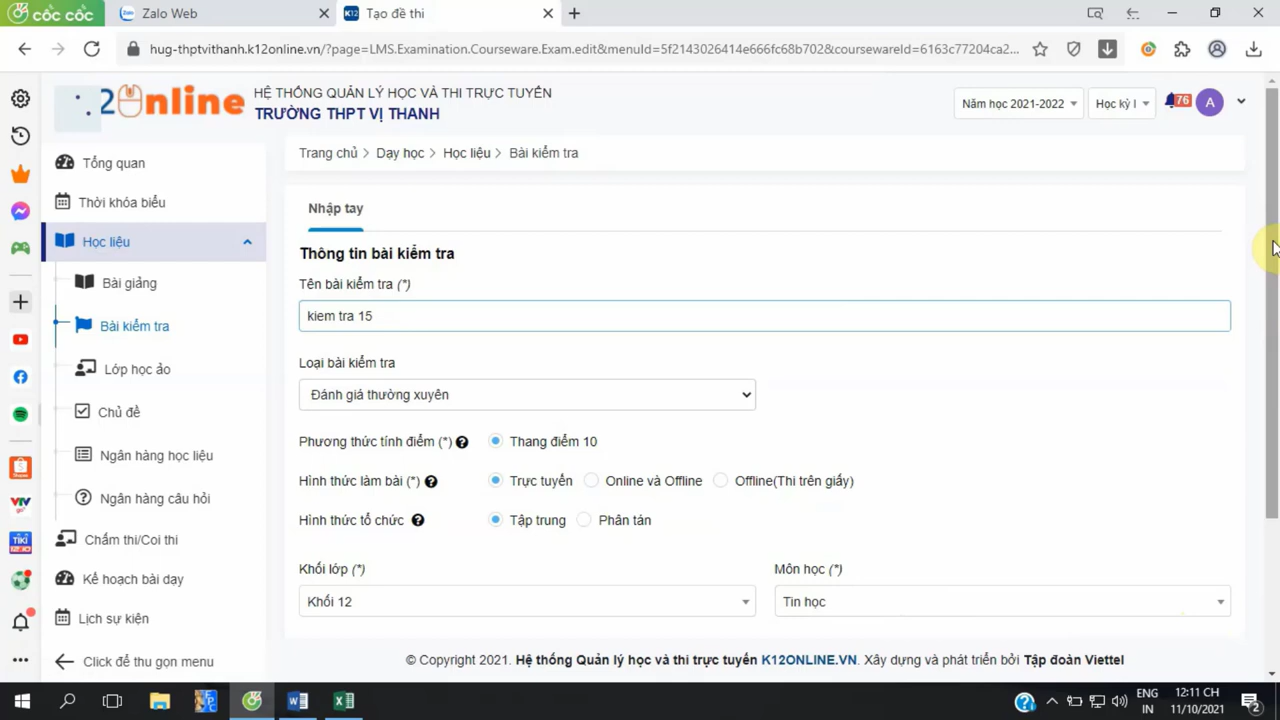 CỐC CỐC
Zalo Web
Tạo đề thi
hug-thptvithanh.k12online.vn/?page=LMS.Examination.Courseware.Exam.edit&menuId=5f2143026414e666fc68b702&coursewareId=6163c77204ca2...
2nline
HỆ THỐNG QUẢN LÝ HỌC VÀ THI TRỰC TUYẾN
TRƯỜNG THPT VỊ THANH
Năm học 2021-2022
Học kỳ I
76
A
Tổng quan
Thời khóa biểu
Học liệu
Bài giảng
Bài kiểm tra
Lớp học ảo
Chủ đề
Ngân hàng học liệu
Ngân hàng câu hỏi
Chấm thi/Coi thi
Kế hoạch bài dạy
Lịch sự kiện
Click để thu gọn menu
Trang chủ > Dạy học > Học liệu > Bài kiểm tra
Nhập tay
Thông tin bài kiểm tra
Tên bài kiểm tra (*)
kiem tra 15
Loại bài kiểm tra
Đánh giá thường xuyên
Phương thức tính điểm (*) Thang điểm 10
Hình thức làm bài (*) Trực tuyến Online và Offline Offline(Thi trên giấy)
Hình thức tổ chức Tập trung Phân tán
Khối lớp (*) Môn học (*)
Khối 12 Tin học
© Copyright 2021. Hệ thống Quản lý học và thi trực tuyến K12ONLINE.VN. Xây dựng và phát triển bởi Tập đoàn Viettel
ENG
IN
12:11 CH
11/10/2021
2